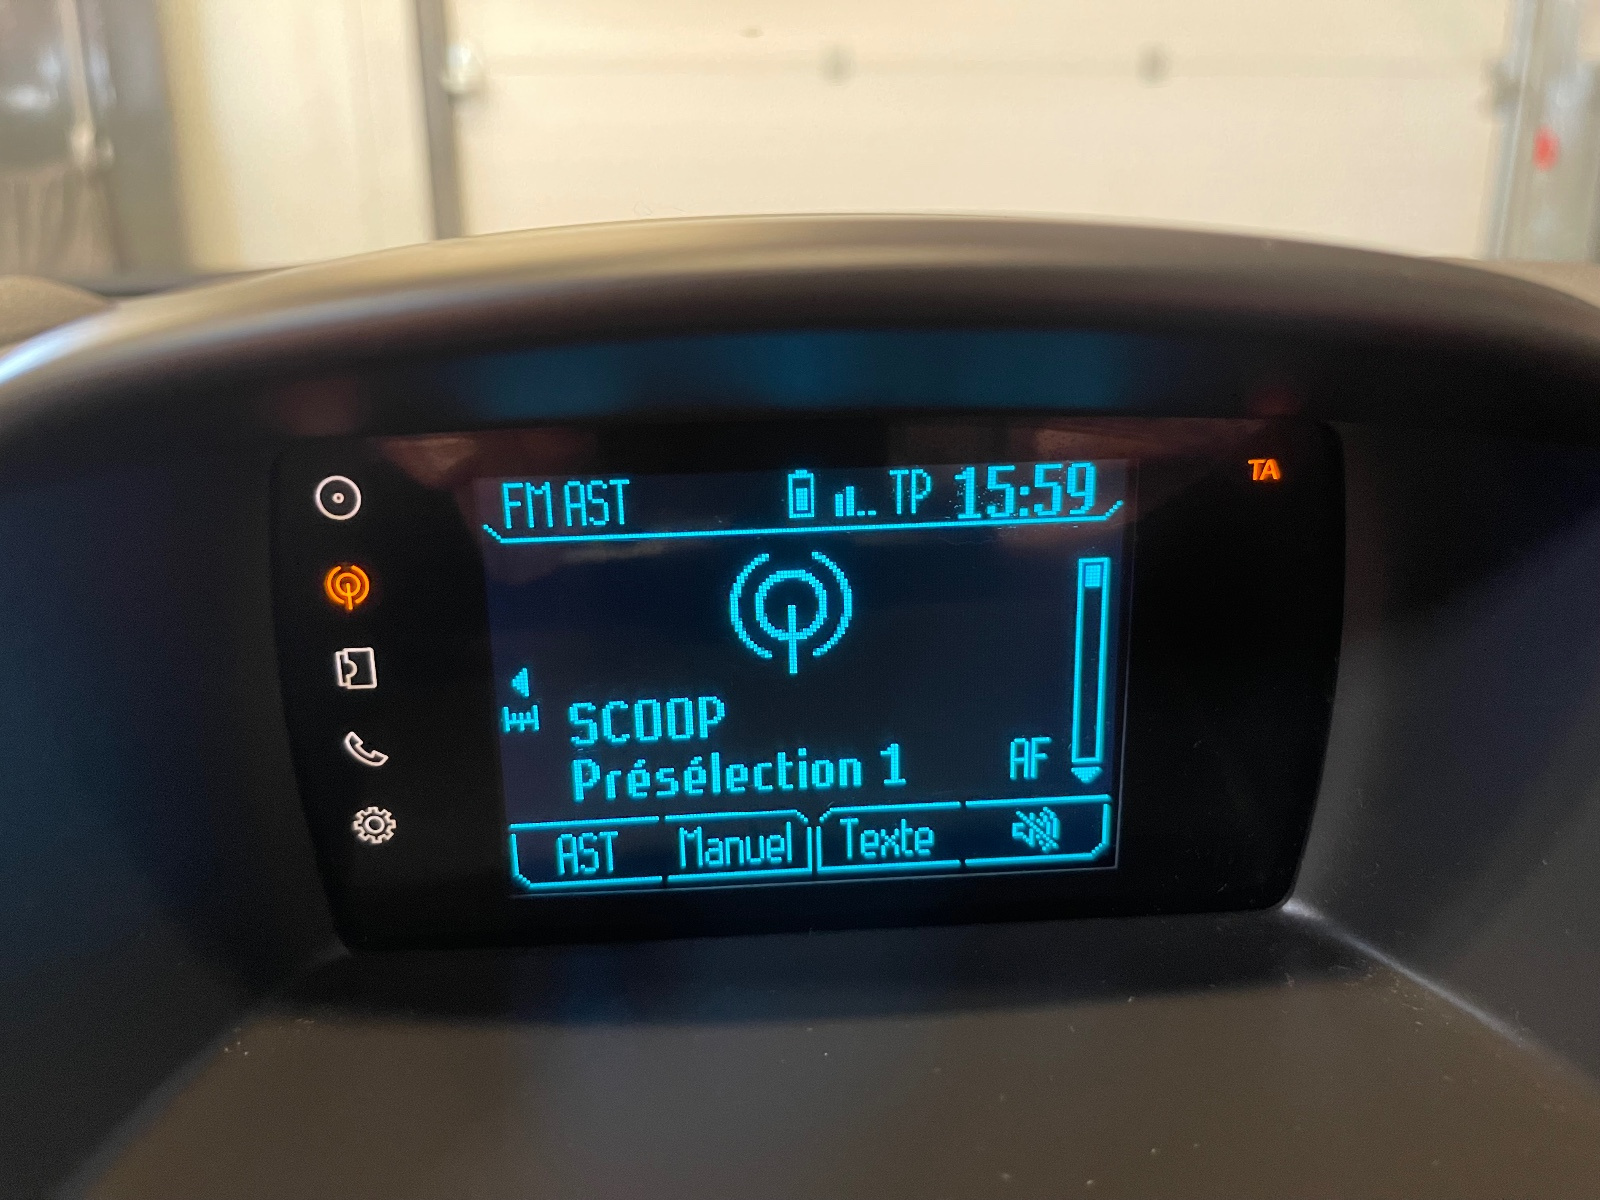 FM AST TP 15:59
TA
SCOOP
Présélection 1 AF
AST Manuel Texte